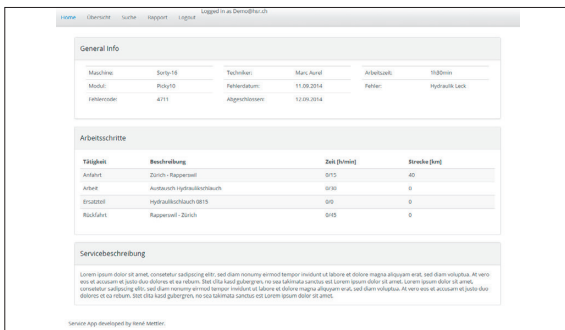 Logged in as Demo@hsr.ch
Home Übersicht Suche Rapport Logout
General Info
Maschine: Sorty-16 Techniker: Marc Aurel Arbeitszeit: 1h30min
Modul: Picky10 Fehlerdatum: 11.09.2014 Fehler: Hydraulik Leck
Fehlercode: 4711 Abgeschlossen: 12.09.2014
Arbeitsschritte
Tätigkeit Beschreibung Zeit [h/min] Strecke [km]
Anfahrt Zürich - Rapperswil 0/15 40
Arbeit Austausch Hydraulikschlauch 0/30 0
Ersatzteil Hydraulikschlauch 0815 0/0 0
Rückfahrt Rapperswil - Zürich 0/45 0
Servicebeschreibung
Lorem ipsum dolor sit amet, consetetur sadipscing elitr, sed diam nonumy eirmod tempor invidunt ut labore et dolore magna aliquyam erat, sed diam voluptua. At vero
eos et accusam et justo duo dolores et ea rebum. Stet clita kasd gubergren, no sea takimata sanctus est Lorem ipsum dolor sit amet. Lorem ipsum dolor sit amet,
consetetur sadipscing elitr, sed diam nonumy eirmod tempor invidunt ut labore et dolore magna aliquyam erat, sed diam voluptua. At vero eos et accusam et justo duo
dolores et ea rebum. Stet clita kasd gubergren, no sea takimata sanctus est Lorem ipsum dolor sit amet.
Service App developed by René Mettler.